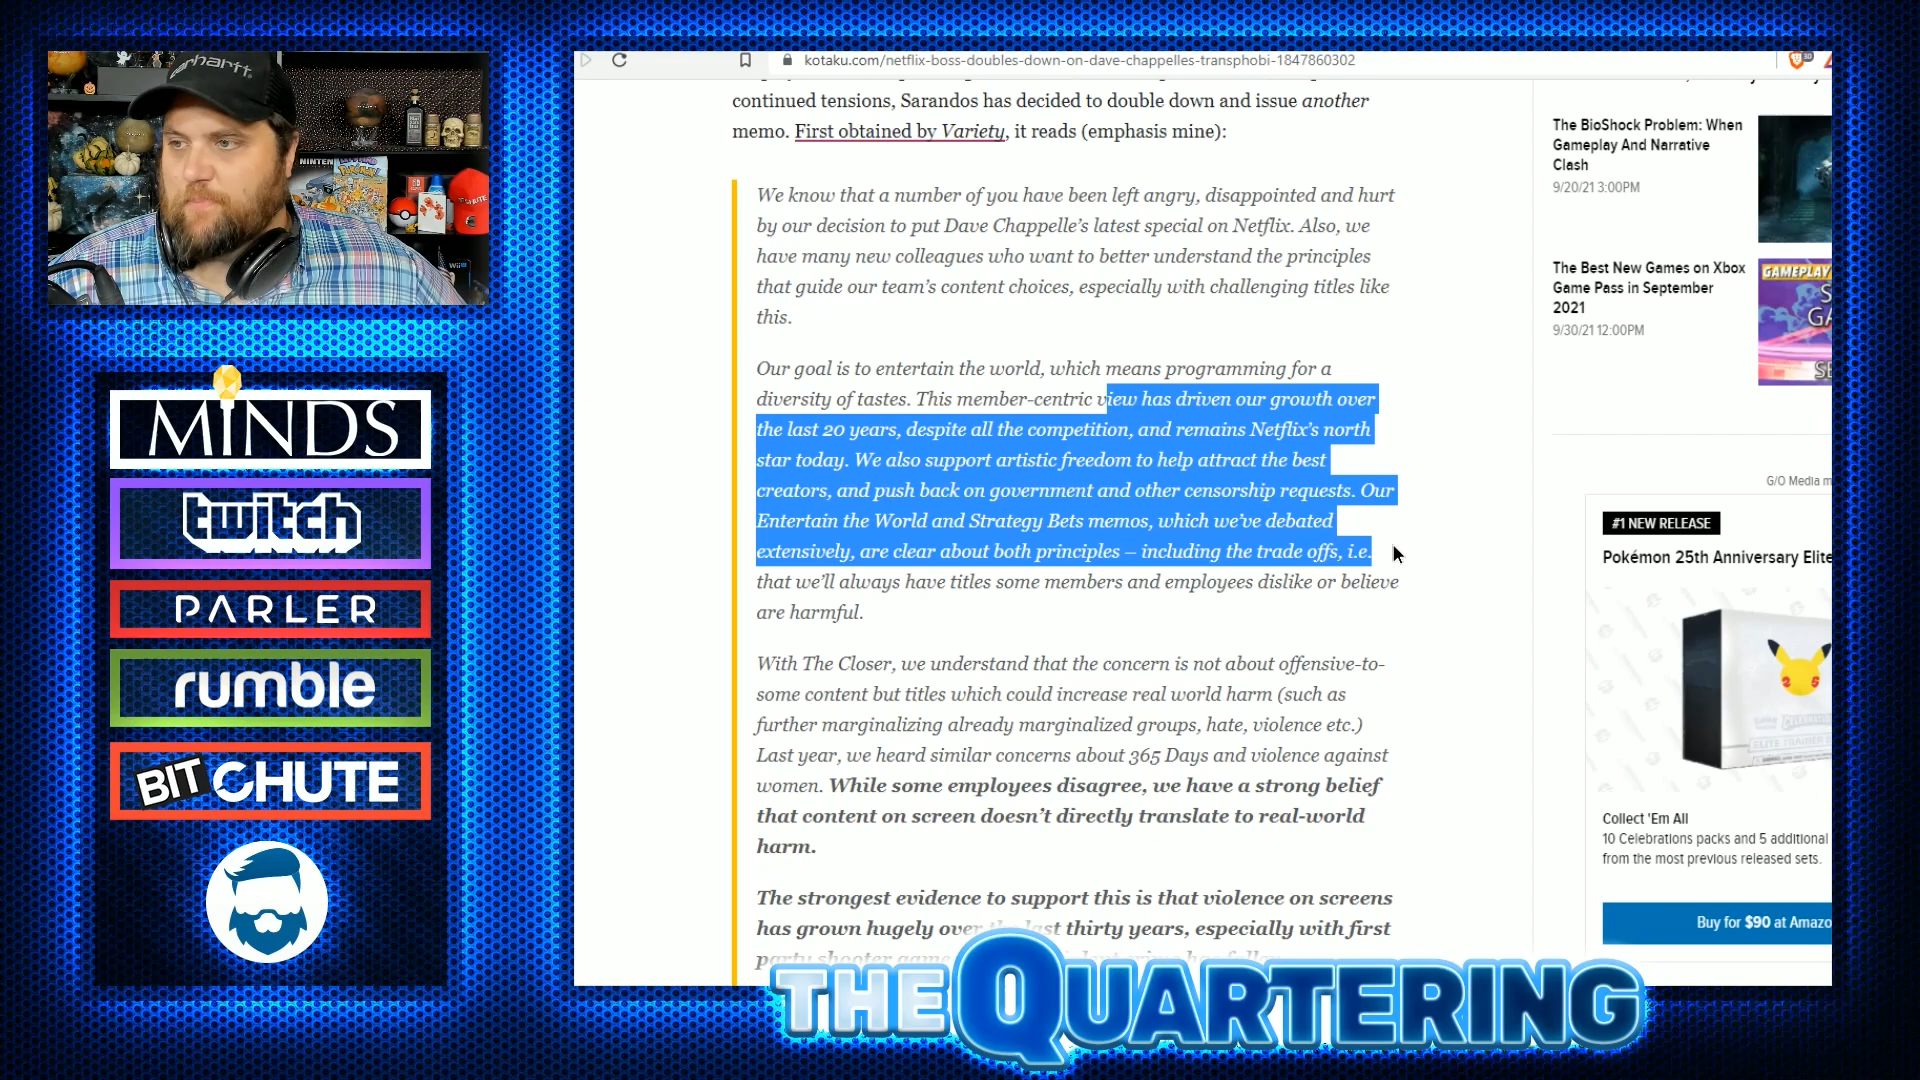 carhartt
NINTEN
POKÉMON
Wii
MINDS
twitch
PARLER
rumble
BITCHUTE
kotaku.com/netflix-boss-doubles-down-on-dave-chappelles-transphobi-1847860302
continued tensions, Sarandos has decided to double down and issue another
memo. First obtained by Variety, it reads (emphasis mine):
We know that a number of you have been left angry, disappointed and hurt
by our decision to put Dave Chappelle’s latest special on Netflix. Also, we
have many new colleagues who want to better understand the principles
that guide our team’s content choices, especially with challenging titles like
this.
Our goal is to entertain the world, which means programming for a
diversity of tastes. This member-centric view has driven our growth over
the last 20 years, despite all the competition, and remains Netflix’s north
star today. We also support artistic freedom to help attract the best
creators, and push back on government and other censorship requests. Our
Entertain the World and Strategy Bets memos, which we’ve debated
extensively, are clear about both principles – including the trade offs, i.e.
that we’ll always have titles some members and employees dislike or believe
are harmful.
With The Closer, we understand that the concern is not about offensive-to-
some content but titles which could increase real world harm (such as
further marginalizing already marginalized groups, hate, violence etc.)
Last year, we heard similar concerns about 365 Days and violence against
women. While some employees disagree, we have a strong belief
that content on screen doesn’t directly translate to real-world
harm.
The strongest evidence to support this is that violence on screens
has grown hugely over the last thirty years, especially with first
party shooter game
The BioShock Problem: When
Gameplay And Narrative
Clash
9/20/21 3:00PM
The Best New Games on Xbox
Game Pass in September
2021
9/30/21 12:00PM
GAMEPLAY
G/O Media m
#1 NEW RELEASE
Pokémon 25th Anniversary Elite
Collect 'Em All
10 Celebrations packs and 5 additional
from the most previous released sets.
Buy for $90 at Amazo
THE QUARTERING